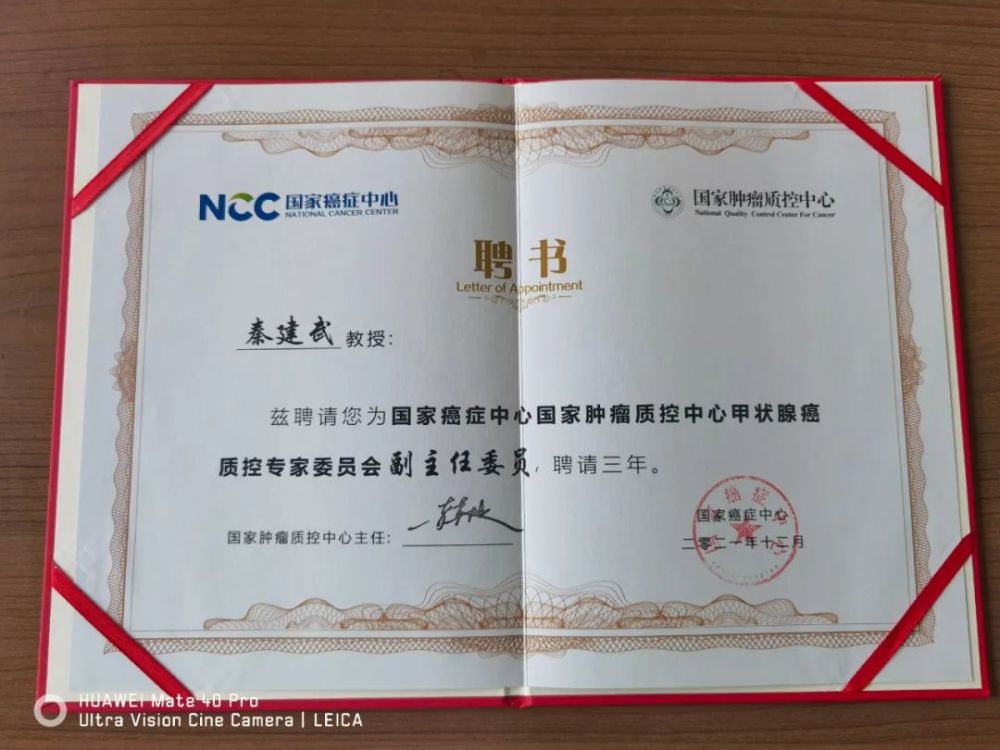 NCC 国家癌症中心
NATIONAL CANCER CENTER
国家肿瘤质控中心
National Quality Control Center For Cancer
聘书
Letter of Appointment
秦建武 教授：
兹聘请您为国家癌症中心国家肿瘤质控中心甲状腺癌
质控专家委员会副主任委员，聘请三年。
国家肿瘤质控中心主任：
国家癌症中心
二零二一年十二月
HUAWEI Mate 40 Pro
Ultra Vision Cine Camera | LEICA